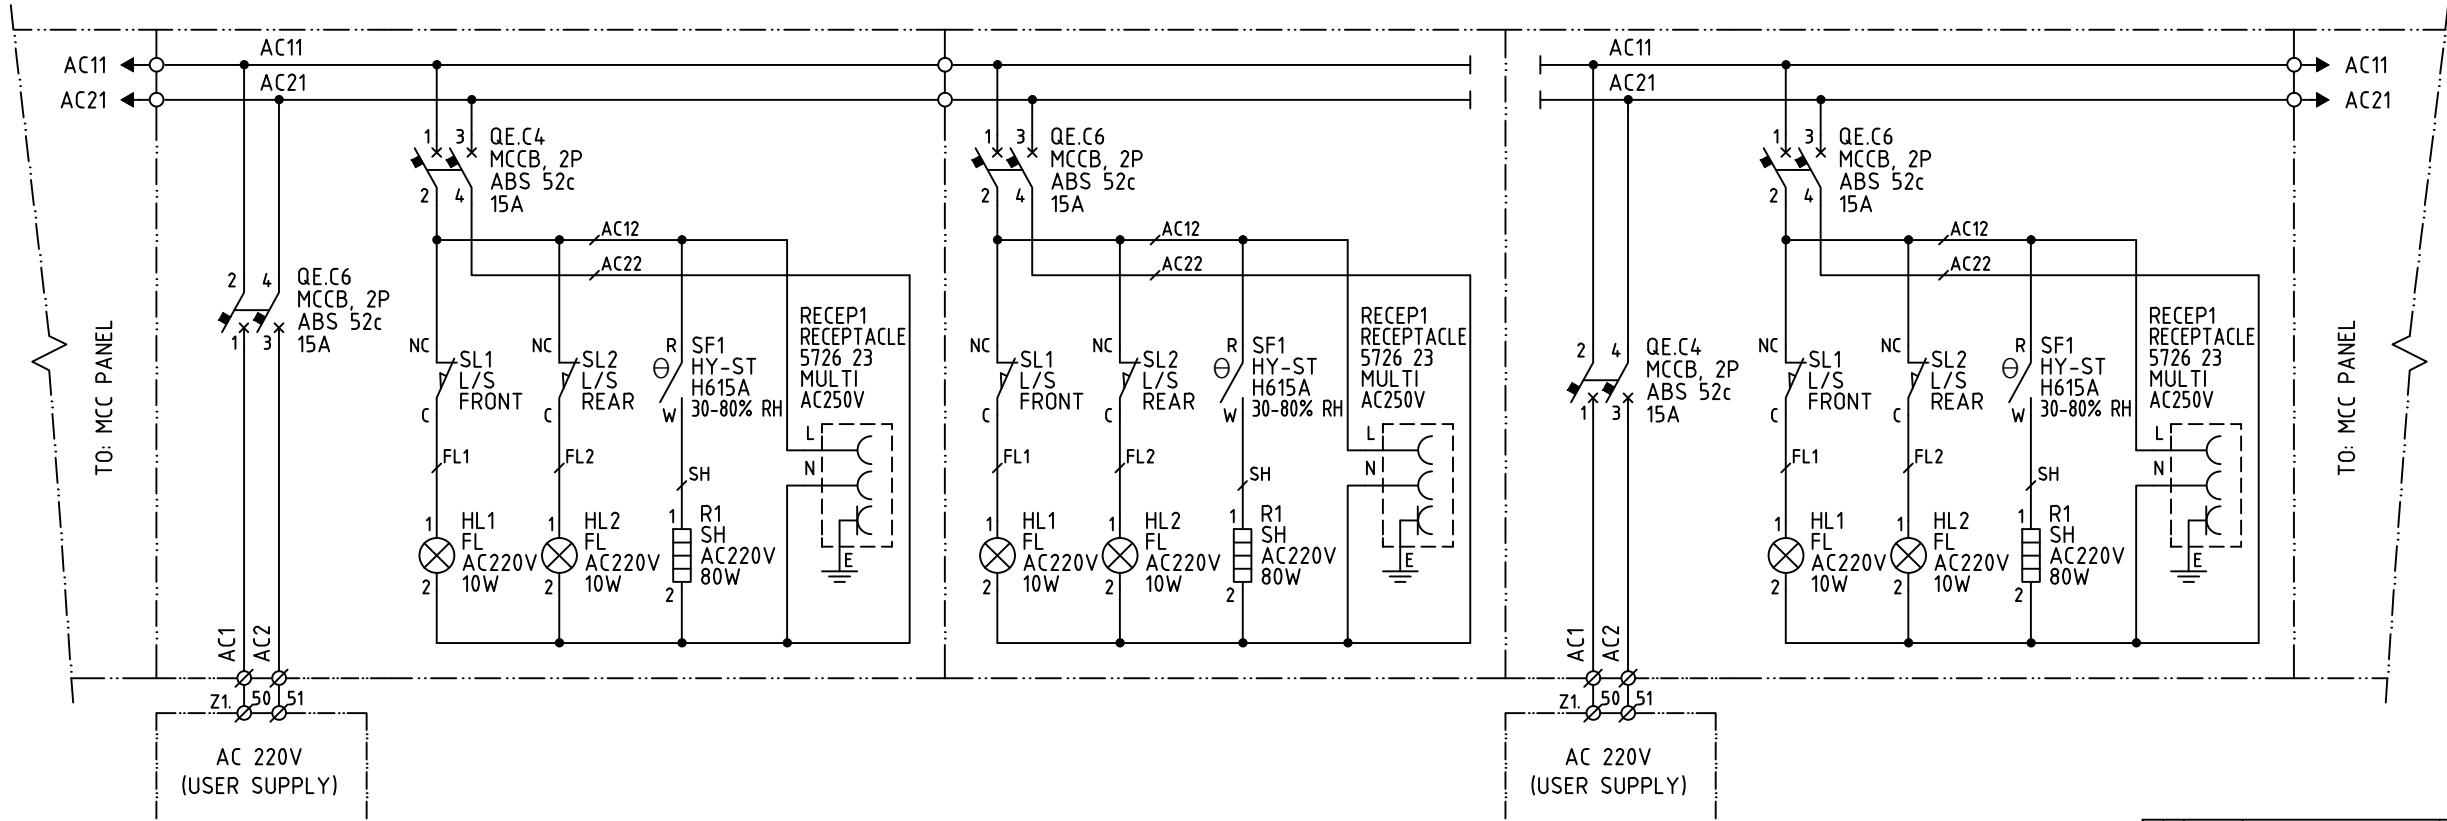 AC11
AC21
AC11
AC21
TO: MCC PANEL
2
4
QE.C6
MCCB, 2P
ABS 52c
15A
1
3
AC1
AC2
Z1.
50
51
AC 220V
(USER SUPPLY)
1
3
QE.C4
MCCB, 2P
ABS 52c
15A
2
4
AC12
AC22
NC
SL1
L/S
FRONT
C
FL1
1
HL1
FL
AC220V
10W
2
NC
SL2
L/S
REAR
C
FL2
1
HL2
FL
AC220V
10W
2
R
SF1
HY-ST
H615A
30-80% RH
W
SH
1
R1
SH
AC220V
80W
2
RECEP1
RECEPTACLE
5726 23
MULTI
AC250V
L
N
E
1
3
QE.C6
MCCB, 2P
ABS 52c
15A
2
4
AC12
AC22
NC
SL1
L/S
FRONT
C
FL1
1
HL1
FL
AC220V
10W
2
NC
SL2
L/S
REAR
C
FL2
1
HL2
FL
AC220V
10W
2
R
SF1
HY-ST
H615A
30-80% RH
W
SH
1
R1
SH
AC220V
80W
2
RECEP1
RECEPTACLE
5726 23
MULTI
AC250V
L
N
E
AC11
AC21
2
4
QE.C4
MCCB, 2P
ABS 52c
15A
1
3
AC1
AC2
Z1.
50
51
AC 220V
(USER SUPPLY)
1
3
QE.C6
MCCB, 2P
ABS 52c
15A
2
4
AC12
AC22
NC
SL1
L/S
FRONT
C
FL1
1
HL1
FL
AC220V
10W
2
NC
SL2
L/S
REAR
C
FL2
1
HL2
FL
AC220V
10W
2
R
SF1
HY-ST
H615A
30-80% RH
W
SH
1
R1
SH
AC220V
80W
2
RECEP1
RECEPTACLE
5726 23
MULTI
AC250V
L
N
E
AC11
AC21
TO: MCC PANEL